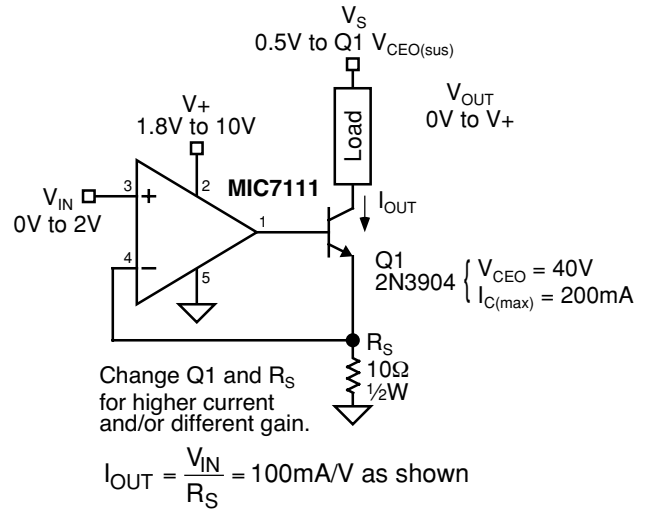 V_S
0.5V to Q1 V_CEO(sus)
V_OUT
0V to V+
V+
1.8V to 10V
Load
MIC7111
2
V_IN
0V to 2V
3
+
1
I_OUT
4
−
5
Q1
2N3904
V_CEO = 40V
I_C(max) = 200mA
R_S
10Ω
½W
Change Q1 and R_S
for higher current
and/or different gain.
I_OUT = V_IN / R_S = 100mA/V as shown